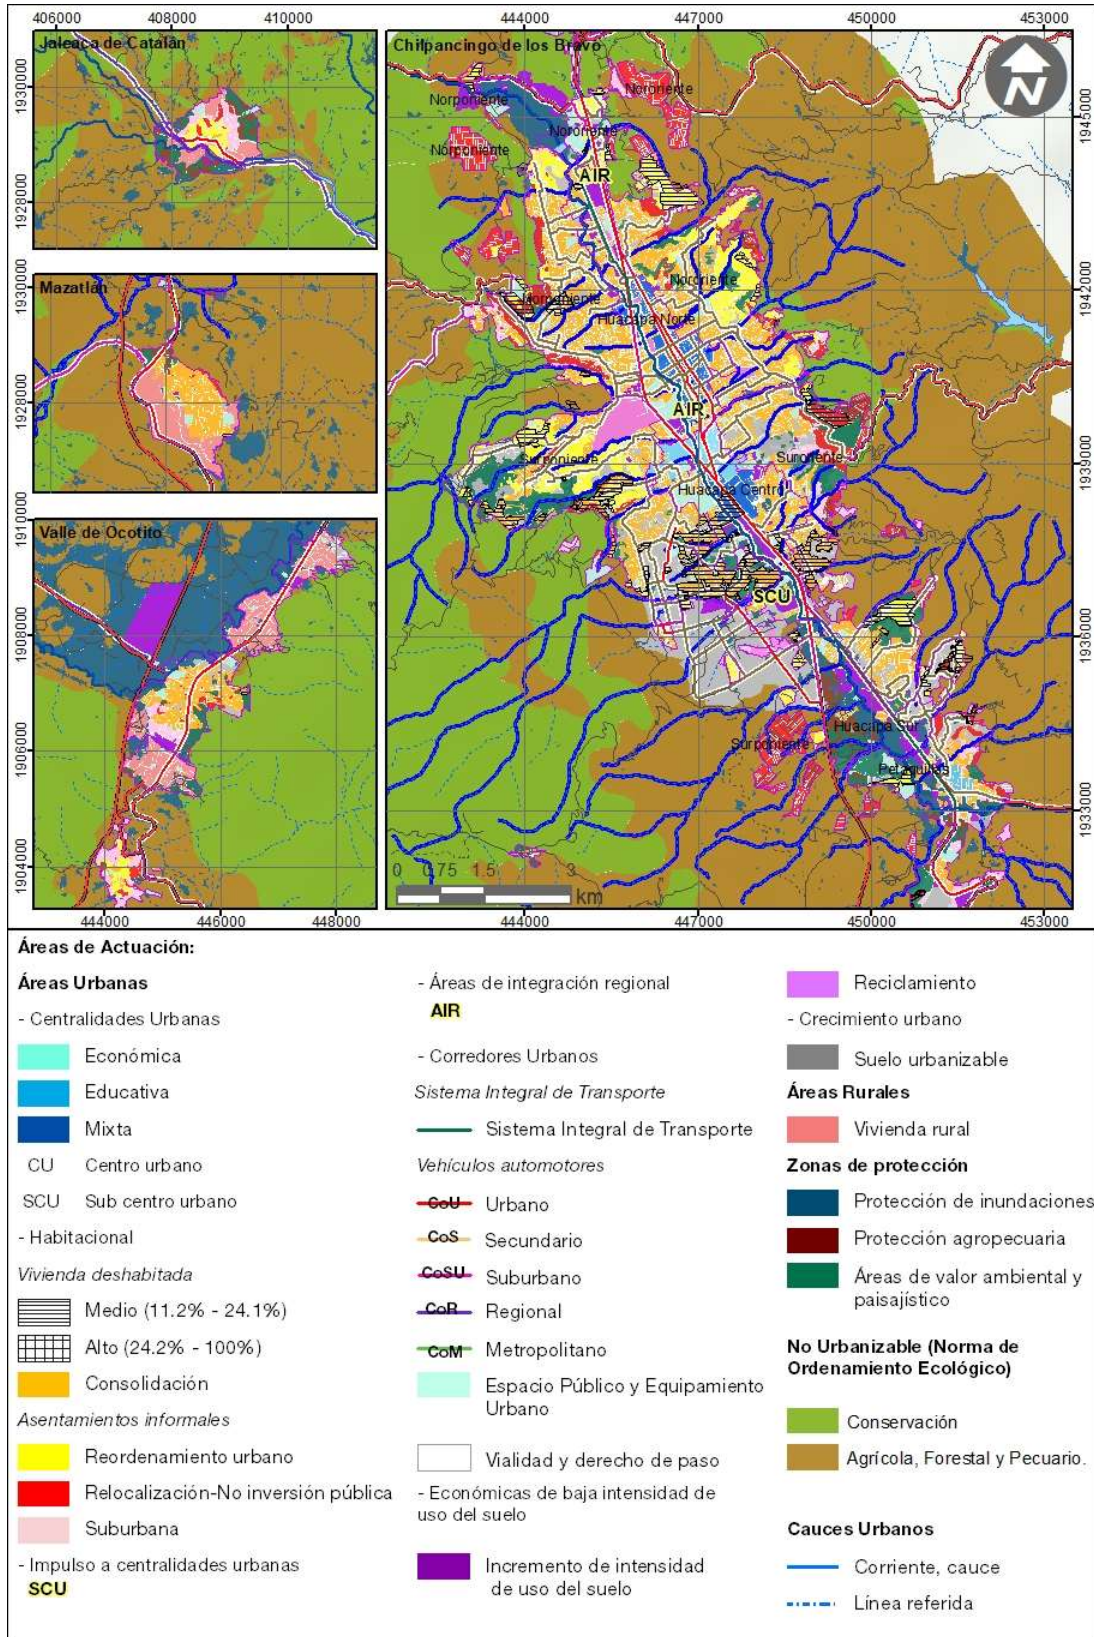 406000 408000 410000
444000 447000 450000 453000
Jaleaca de Catalán
1930000
1928000
Mazatlán
1930000
1928000
Valle de Ocotito
1910000
1908000
1906000
1904000
444000 446000 448000
Chilpancingo de los Bravo
N
Norponiente
Nororiente
Nororiente
Norponiente
AIR
Nororiente
Norponiente
Huacapa Norte
AIR
Surponiente
Suroriente
Huacapa Centro
SCU
Huacapa Sur
Surponiente
Petaquillas
1945000
1942000
1939000
1936000
1933000
0 0.75 1.5 3
km
444000 447000 450000 453000
Áreas de Actuación:
Áreas Urbanas
- Centralidades Urbanas
Económica
Educativa
Mixta
CU Centro urbano
SCU Sub centro urbano
- Habitacional
Vivienda deshabitada
Medio (11.2% - 24.1%)
Alto (24.2% - 100%)
Consolidación
Asentamientos informales
Reordenamiento urbano
Relocalización-No inversión pública
Suburbana
- Impulso a centralidades urbanas
SCU
- Áreas de integración regional
AIR
- Corredores Urbanos
Sistema Integral de Transporte
Sistema Integral de Transporte
Vehículos automotores
CoU Urbano
CoS Secundario
CoSU Suburbano
CoR Regional
CoM Metropolitano
Espacio Público y Equipamiento
Urbano
Vialidad y derecho de paso
- Económicas de baja intensidad de
uso del suelo
Incremento de intensidad
de uso del suelo
Reciclamiento
- Crecimiento urbano
Suelo urbanizable
Áreas Rurales
Vivienda rural
Zonas de protección
Protección de inundaciones
Protección agropecuaria
Áreas de valor ambiental y
paisajístico
No Urbanizable (Norma de
Ordenamiento Ecológico)
Conservación
Agrícola, Forestal y Pecuario.
Cauces Urbanos
Corriente, cauce
Línea referida